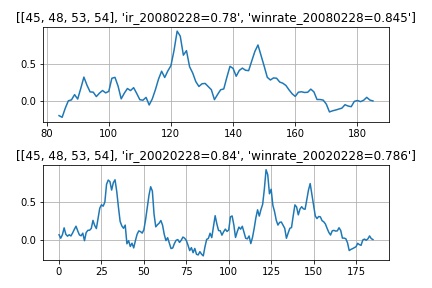 [[45, 48, 53, 54], 'ir_20080228=0.78', 'winrate_20080228=0.845']
0.5
0.0
80 100 120 140 160 180
[[45, 48, 53, 54], 'ir_20020228=0.84', 'winrate_20020228=0.786']
0.5
0.0
0 25 50 75 100 125 150 175